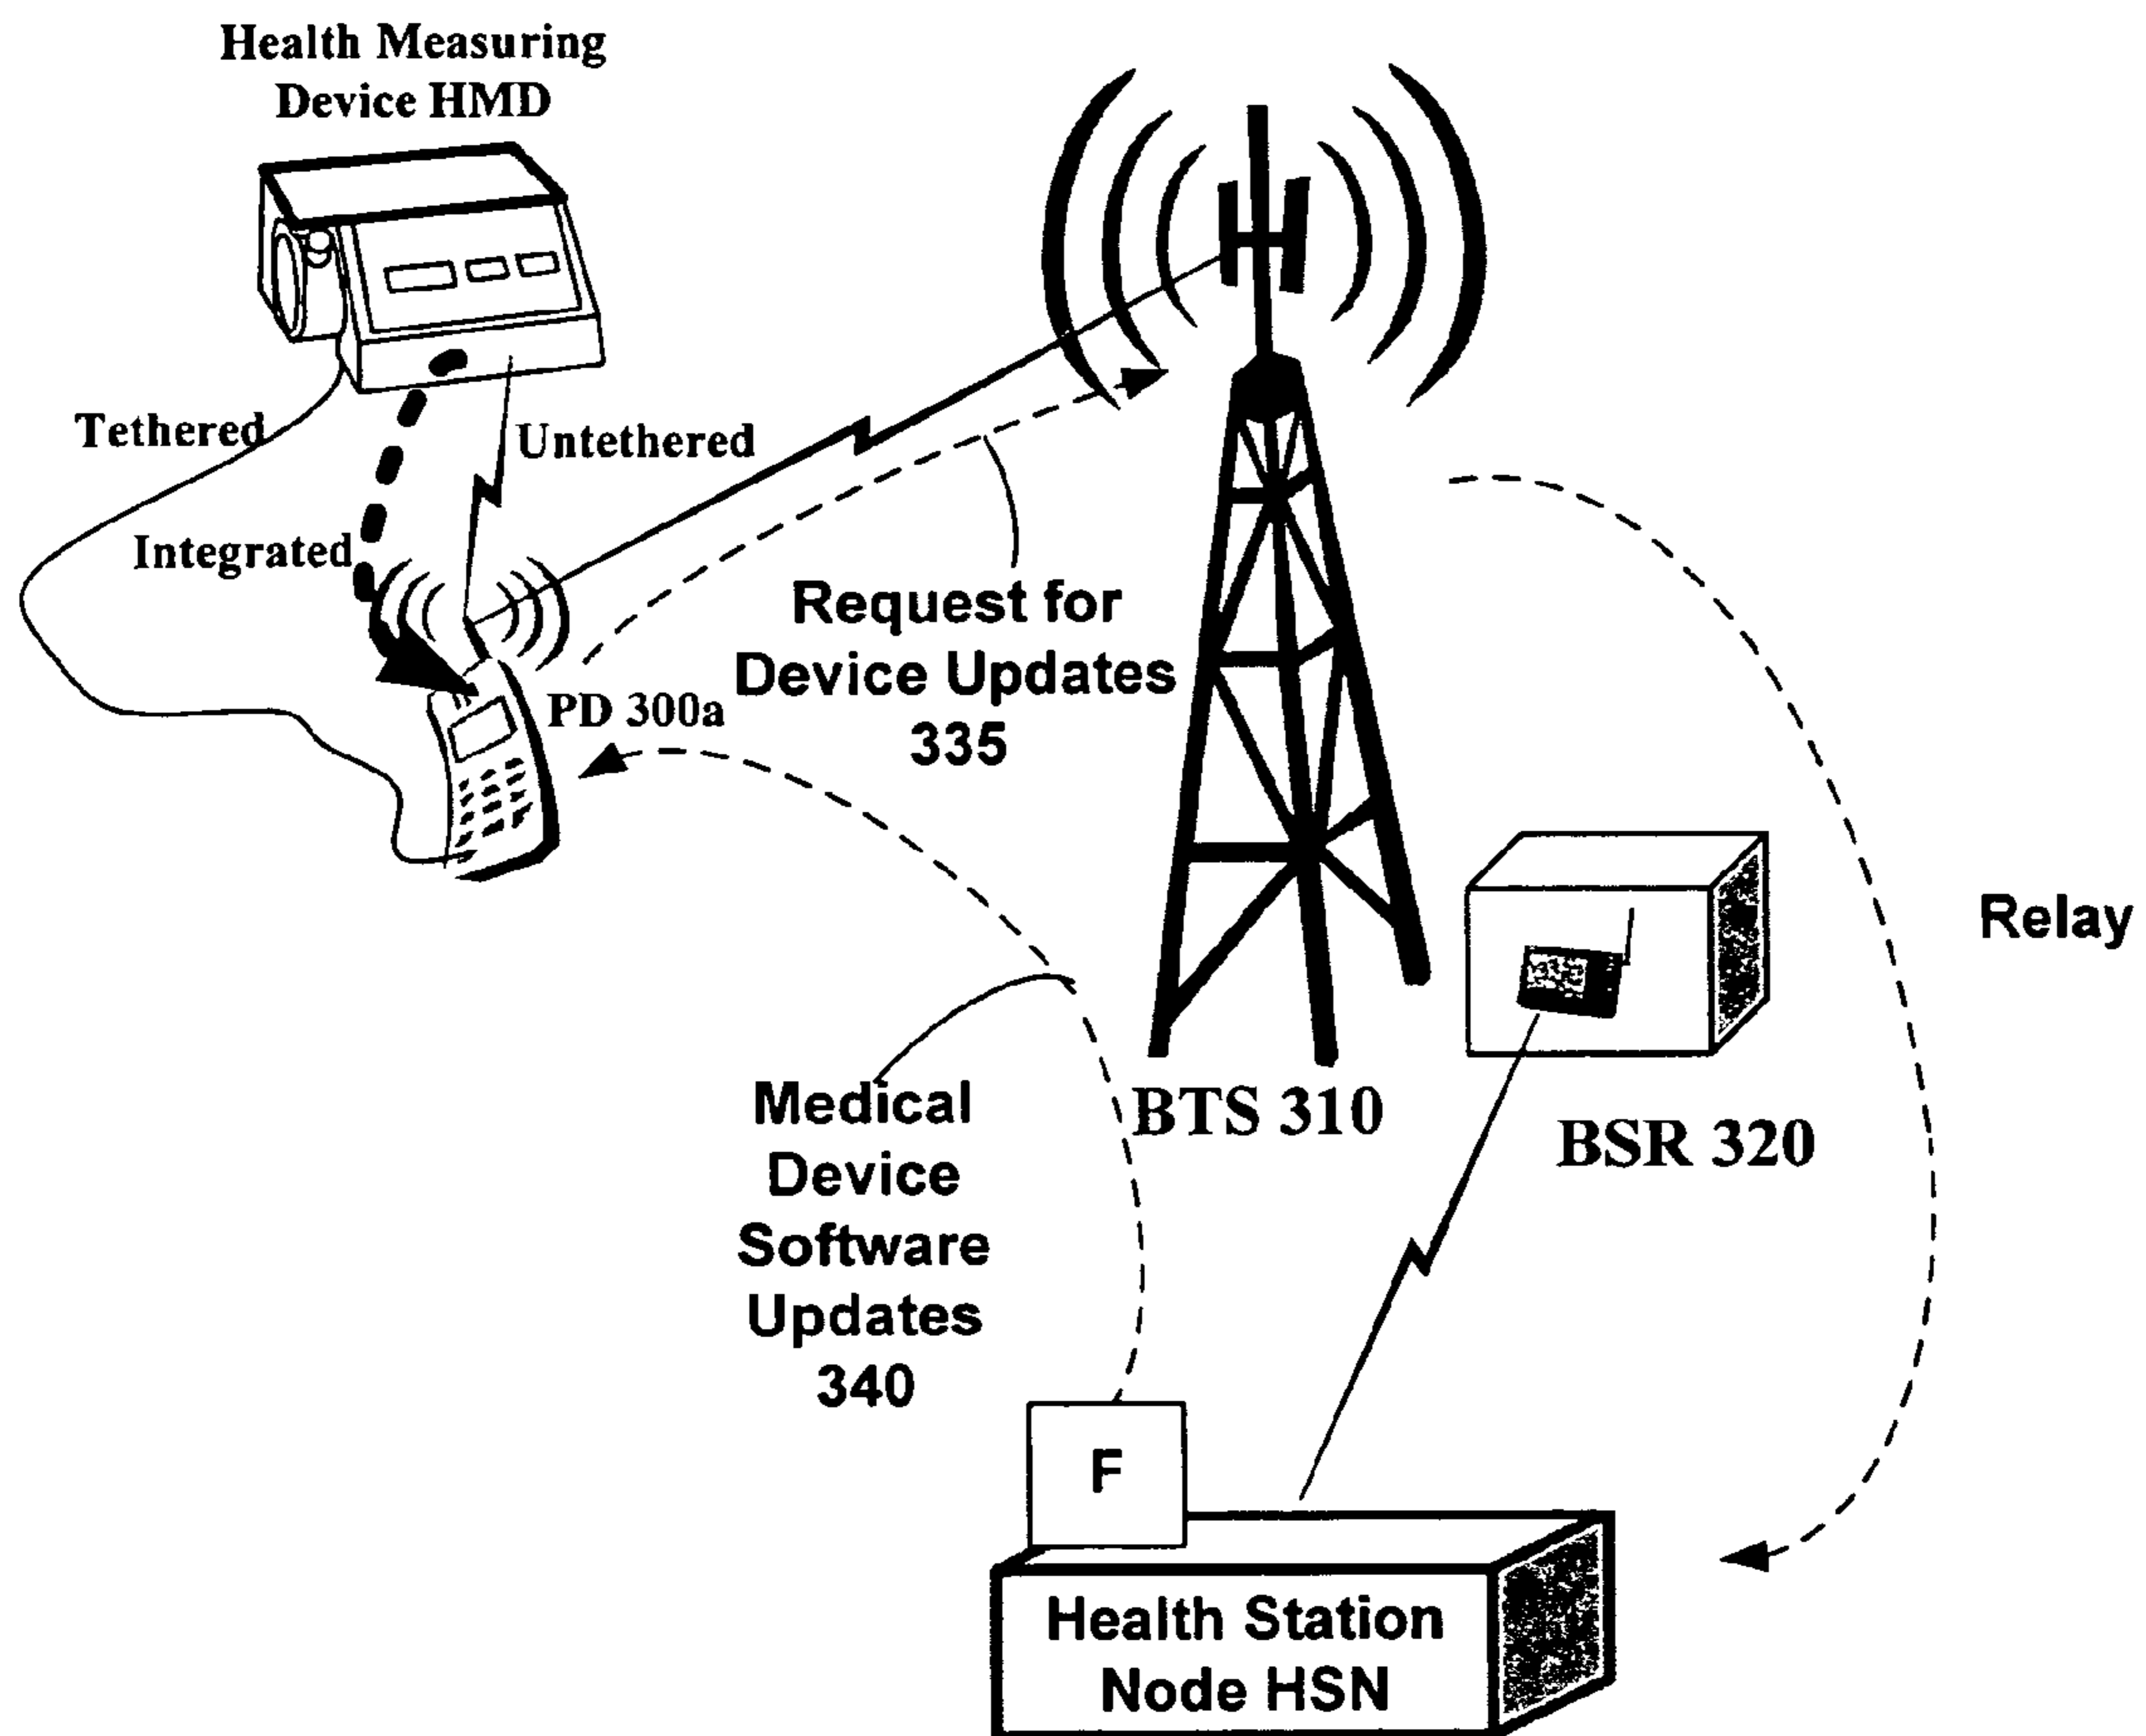 Health Measuring
Device HMD
Tethered
Untethered
Integrated
Request for
Device Updates
335
PD 300a
Relay
Medical
Device
Software
Updates
340
BTS 310
BSR 320
F
Health Station
Node HSN